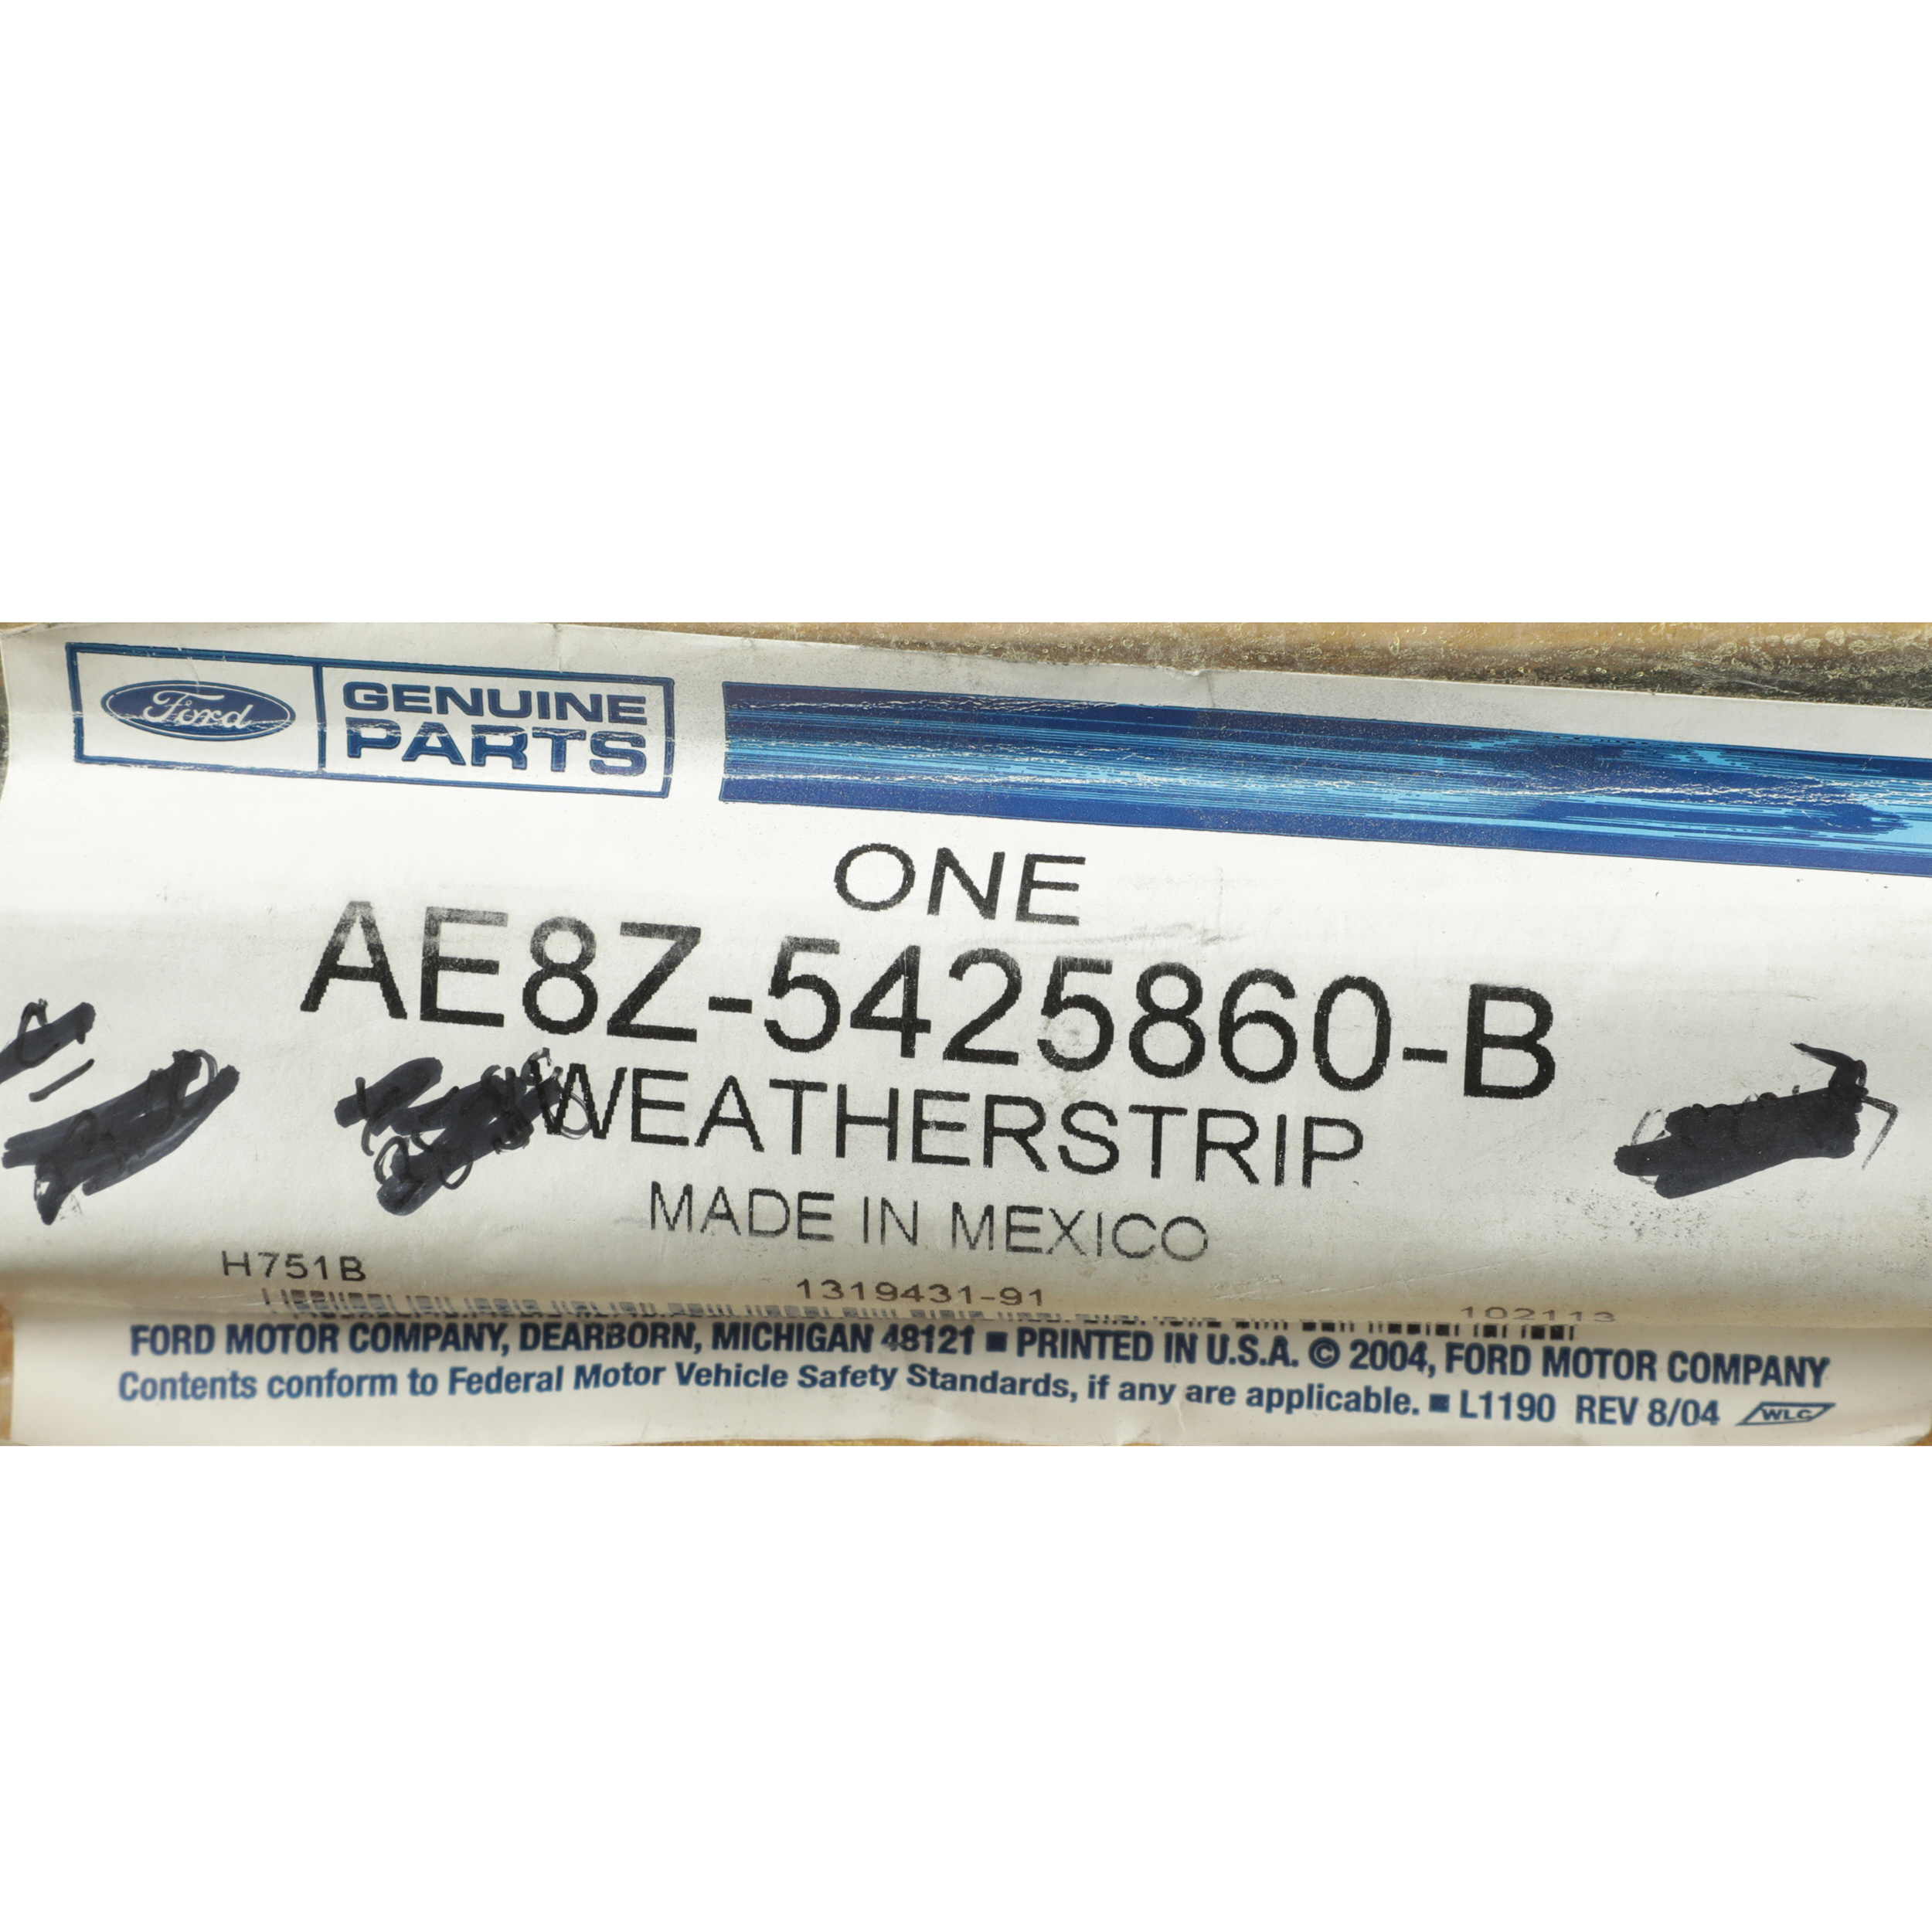 Ford GENUINE
PARTS
ONE
AE8Z-5425860-B
WEATHERSTRIP
MADE IN MEXICO
H751B
1319431-91
102113
FORD MOTOR COMPANY, DEARBORN, MICHIGAN 48121 ■ PRINTED IN U.S.A. © 2004, FORD MOTOR COMPANY
Contents conform to Federal Motor Vehicle Safety Standards, if any are applicable. ■ L1190 REV 8/04 WLC